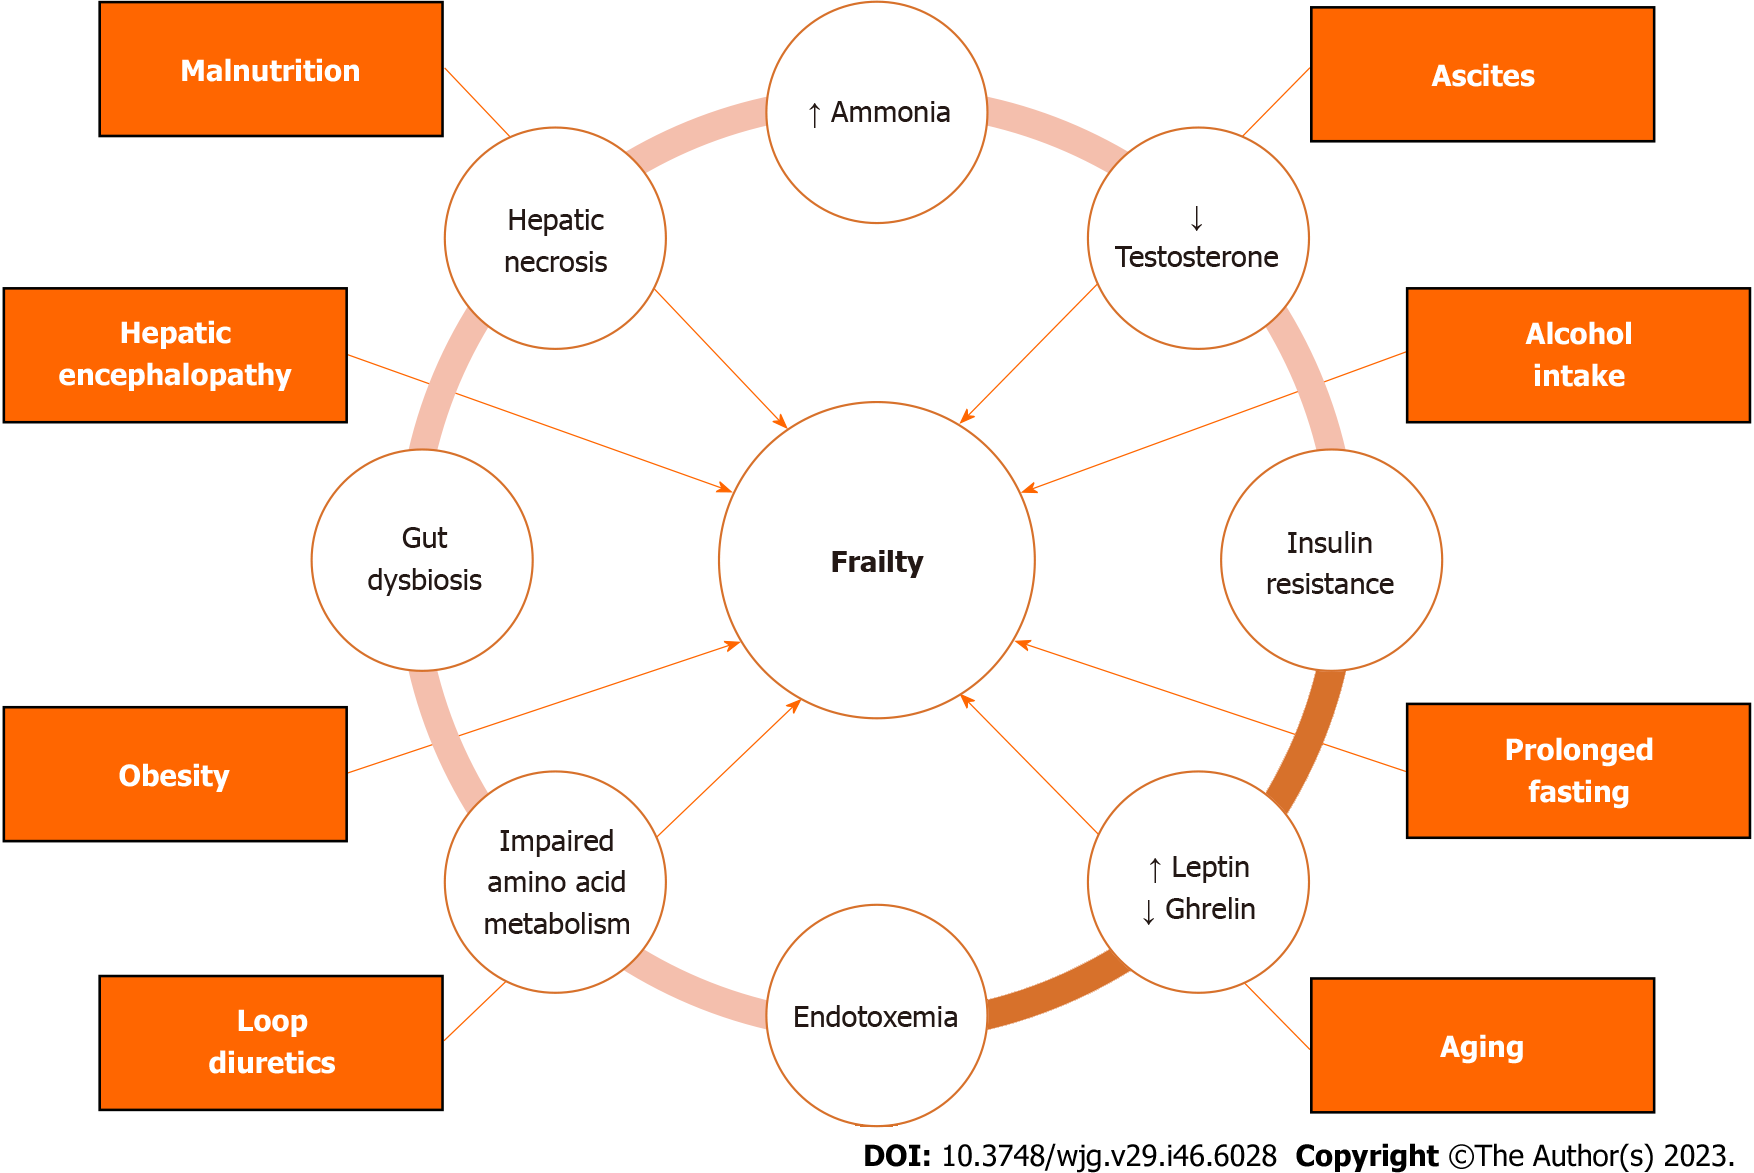 Malnutrition
↑ Ammonia
Ascites
Hepatic
necrosis
↓
Testosterone
Hepatic
encephalopathy
Alcohol
intake
Gut
dysbiosis
Frailty
Insulin
resistance
Obesity
Prolonged
fasting
Impaired
amino acid
metabolism
↑ Leptin
↓ Ghrelin
Loop
diuretics
Endotoxemia
Aging
DOI: 10.3748/wjg.v29.i46.6028 Copyright ©The Author(s) 2023.